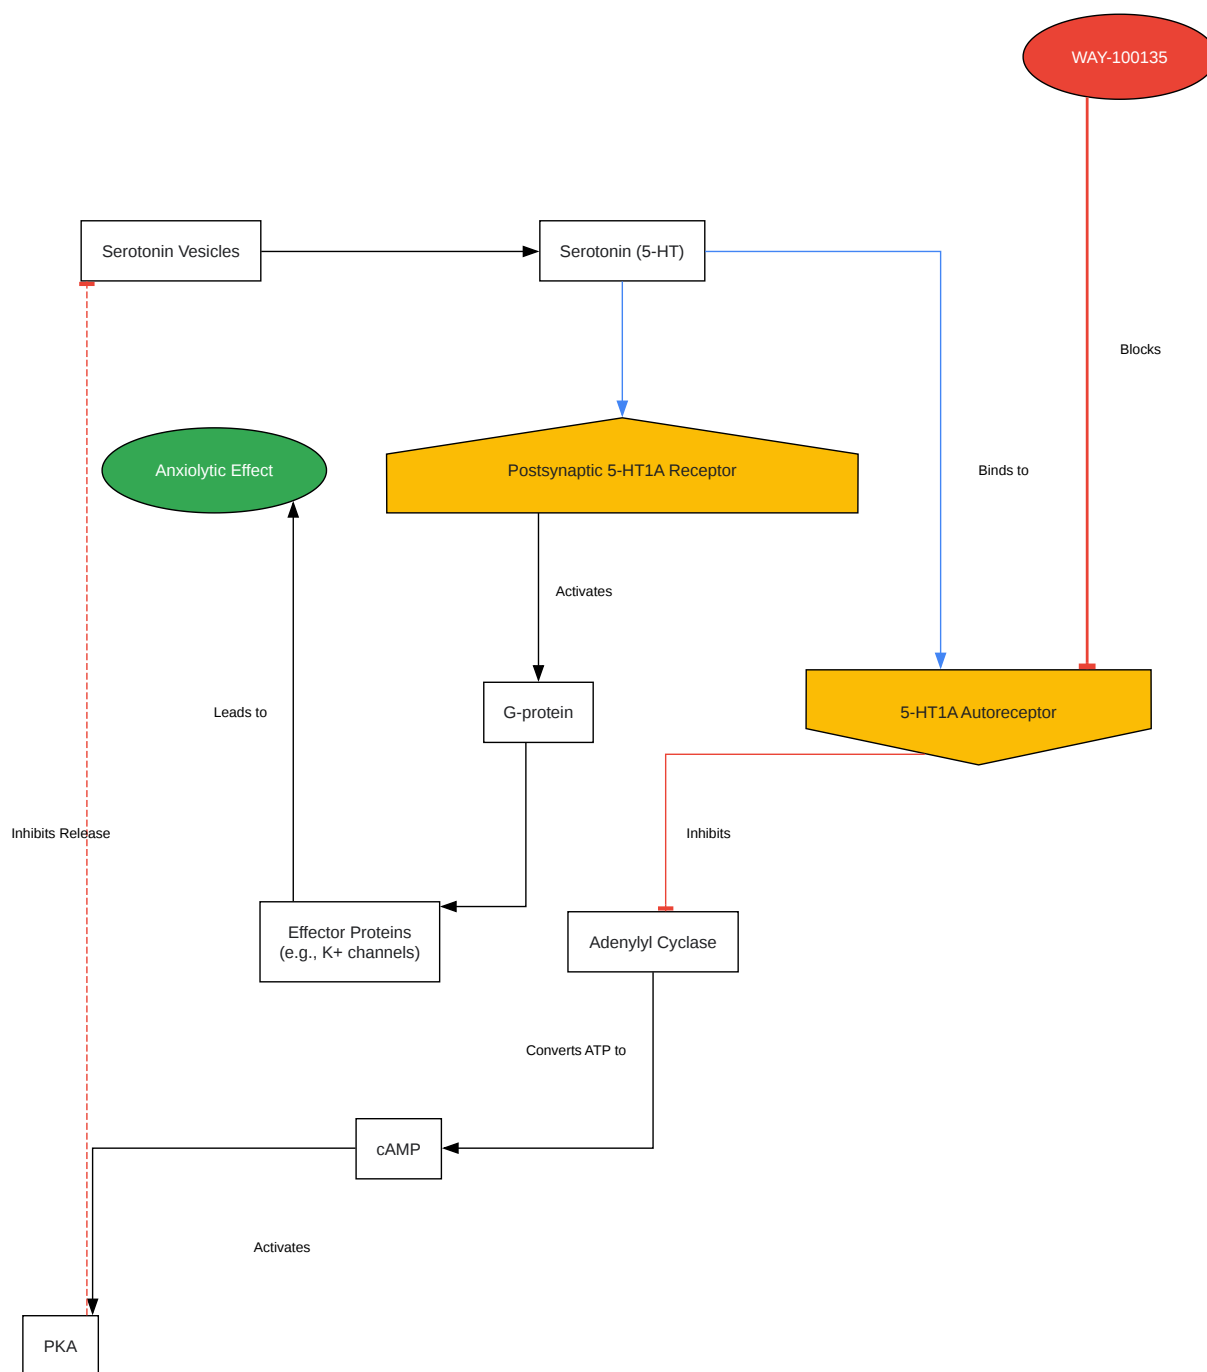 WAY-100135
Serotonin Vesicles
Serotonin (5-HT)
Blocks
Anxiolytic Effect
Postsynaptic 5-HT1A Receptor
Binds to
Activates
Leads to
G-protein
5-HT1A Autoreceptor
Inhibits Release
Inhibits
Effector Proteins
(e.g., K+ channels)
Adenylyl Cyclase
Converts ATP to
cAMP
Activates
PKA